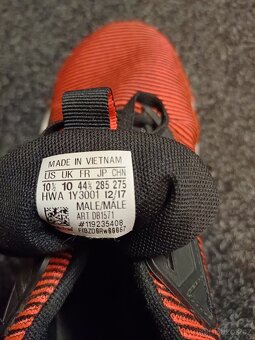 MADE IN VIETNAM
US UK FR JP CHN
10½ 10 44⅔ 285 275
HWA 1Y3001 12/17
MALE/MALE
ART DB1571
#119235408